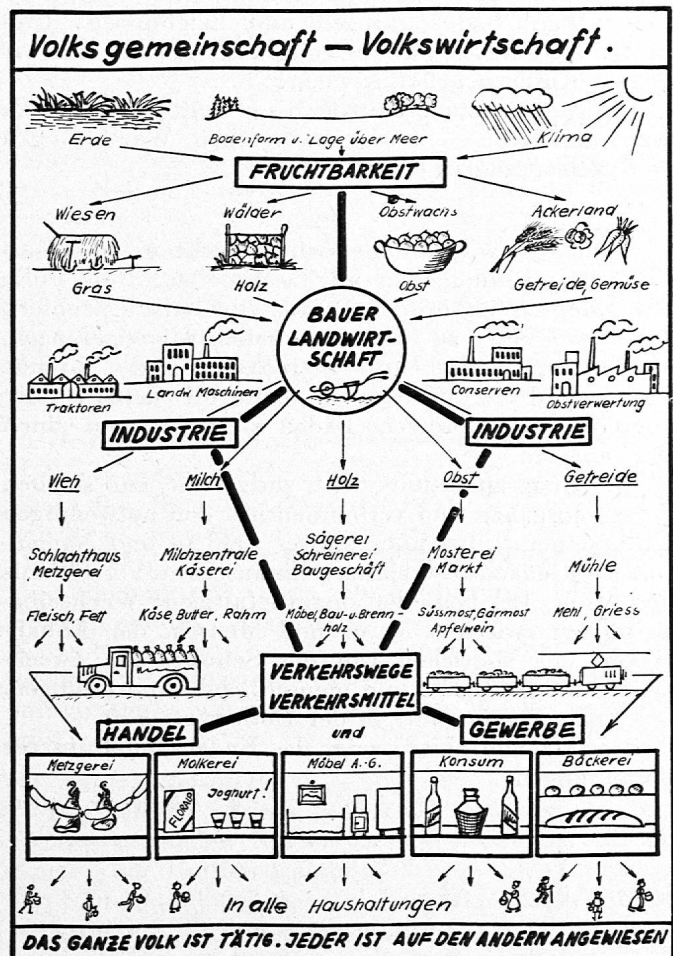 Volksgemeinschaft — Volkswirtschaft.
Erde
Bodenform u. Lage über Meer
Klima
FRUCHTBARKEIT
Wiesen
Wälder
Obstwachs
Ackerland
Gras
Holz
Obst
Getreide, Gemüse
BAUER
LANDWIRT-
SCHAFT
Traktoren
Landw. Maschinen
Conserven
Obstverwertung
INDUSTRIE
INDUSTRIE
Vieh
Milch
Holz
Obst
Getreide
Schlachthaus
Metzgerei
Milchzentrale
Käserei
Sägerei
Schreinerei
Baugeschäft
Mosterei
Markt
Mühle
Fleisch, Fett
Käse, Butter, Rahm
Möbel, Bau- u. Brenn-
holz
Süssmost, Gärmost
Apfelwein
Mehl, Griess
VERKEHRSWEGE
VERKEHRSMITTEL
HANDEL
und
GEWERBE
Metzgerei
Molkerei
Möbel A.-G.
Konsum
Bäckerei
FLORALP
Joghurt!
In alle Haushaltungen
DAS GANZE VOLK IST TÄTIG. JEDER IST AUF DEN ANDERN ANGEWIESEN